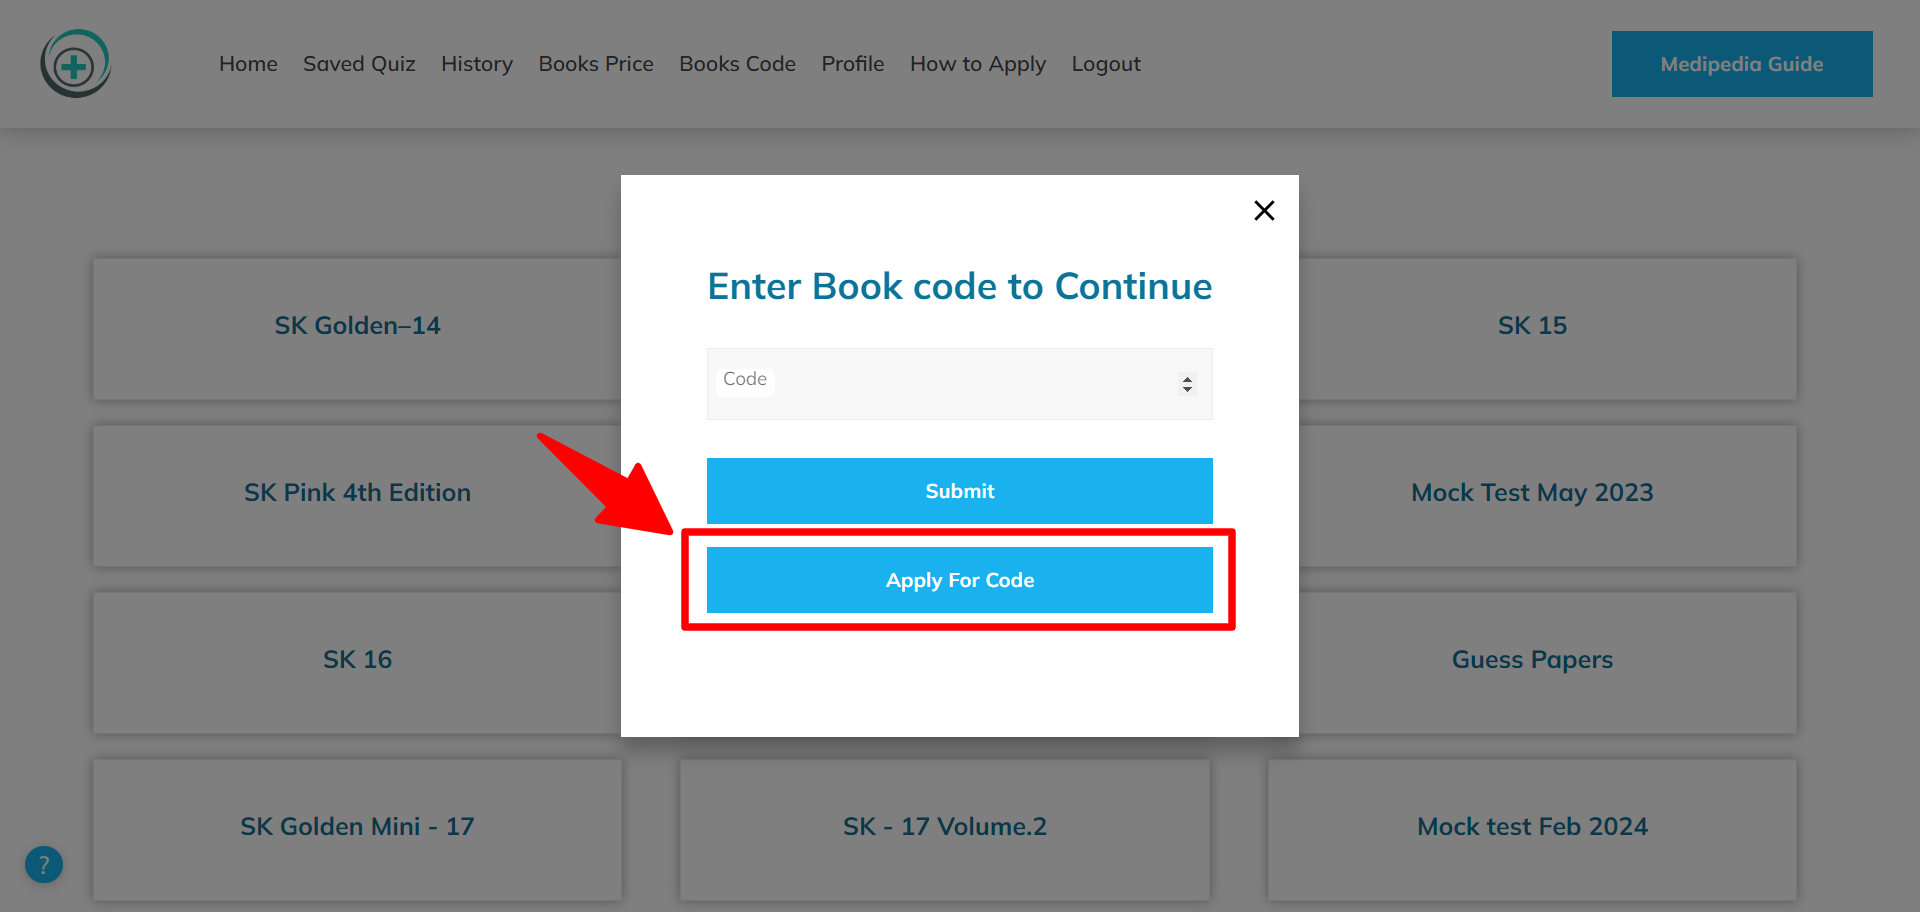 Home Saved Quiz History Books Price Books Code Profile How to Apply Logout
Medipedia Guide
Enter Book code to Continue
Code
Submit
Apply For Code
SK Golden–14
SK 15
SK Pink 4th Edition
Mock Test May 2023
SK 16
Guess Papers
SK Golden Mini - 17
SK - 17 Volume.2
Mock test Feb 2024
?